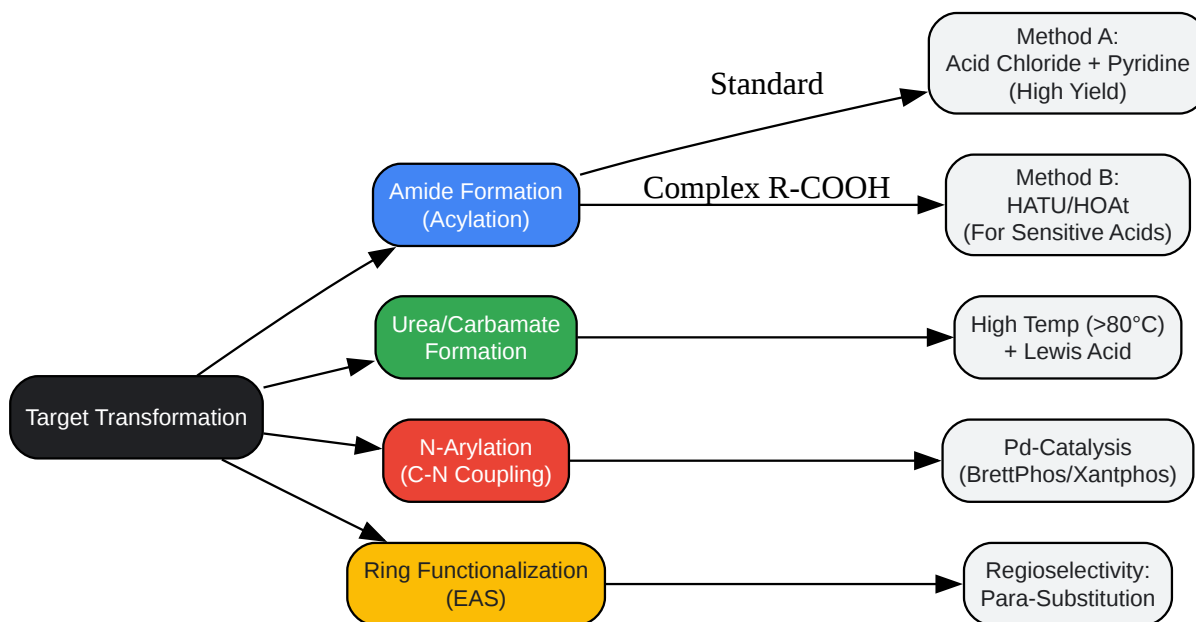 Target Transformation
Amide Formation
(Acylation)
Standard
Method A:
Acid Chloride + Pyridine
(High Yield)
Complex R-COOH
Method B:
HATU/HOAt
(For Sensitive Acids)
Urea/Carbamate
Formation
High Temp (>80°C)
+ Lewis Acid
N-Arylation
(C-N Coupling)
Pd-Catalysis
(BrettPhos/Xantphos)
Ring Functionalization
(EAS)
Regioselectivity:
Para-Substitution